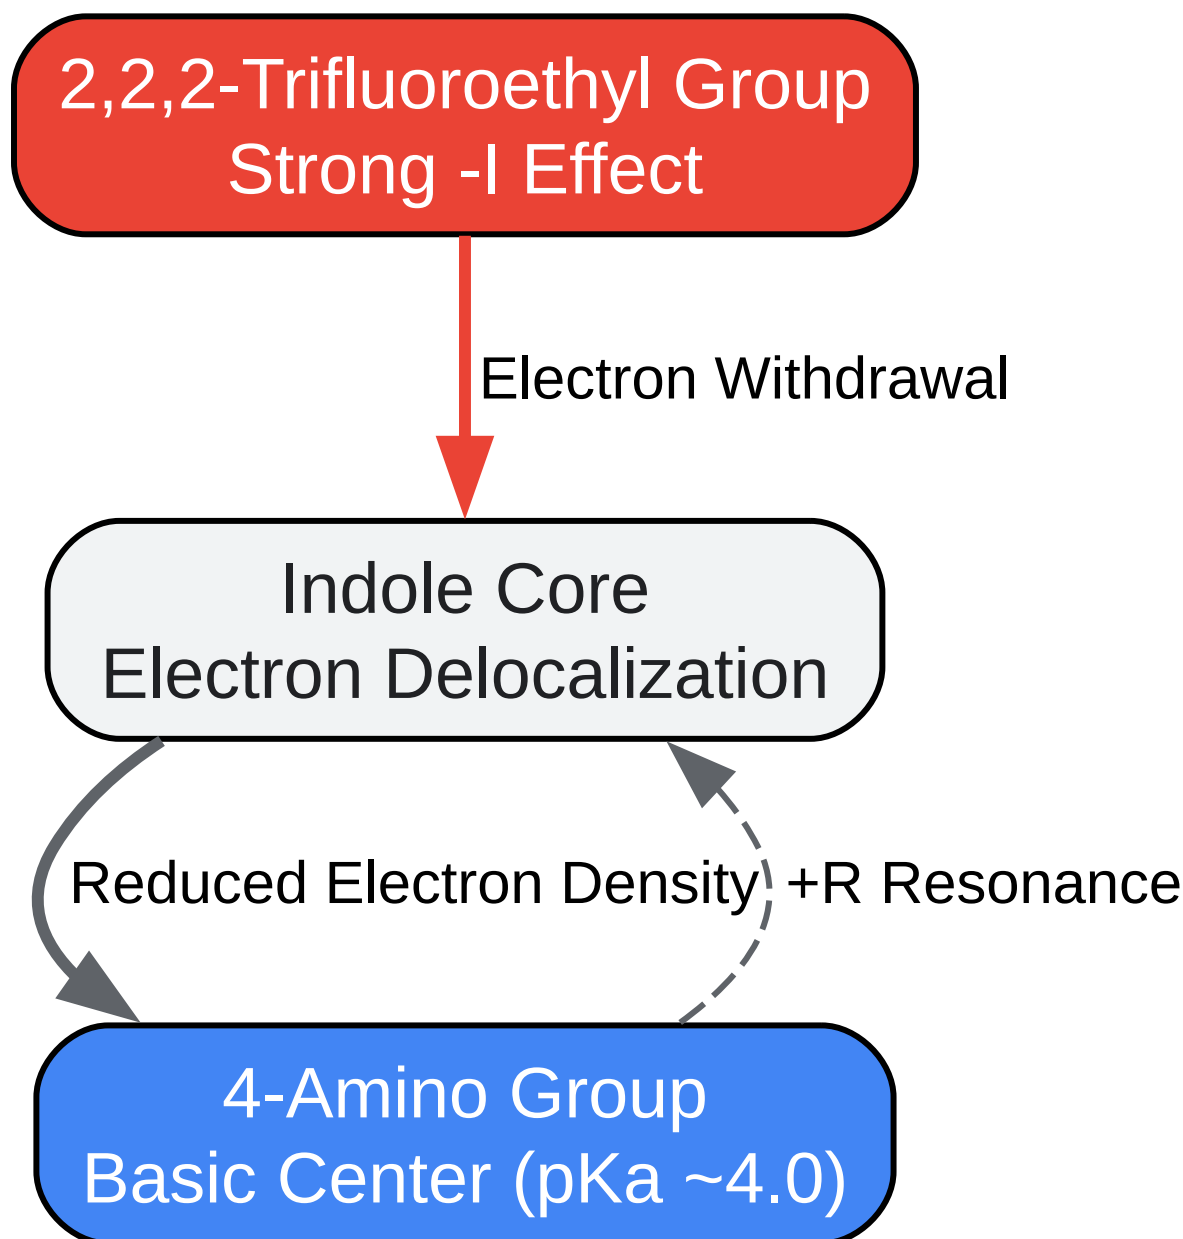 2,2,2-Trifluoroethyl Group
Strong -I Effect
Electron Withdrawal
Indole Core
Electron Delocalization
Reduced Electron Density
+R Resonance
4-Amino Group
Basic Center (pKa ~4.0)